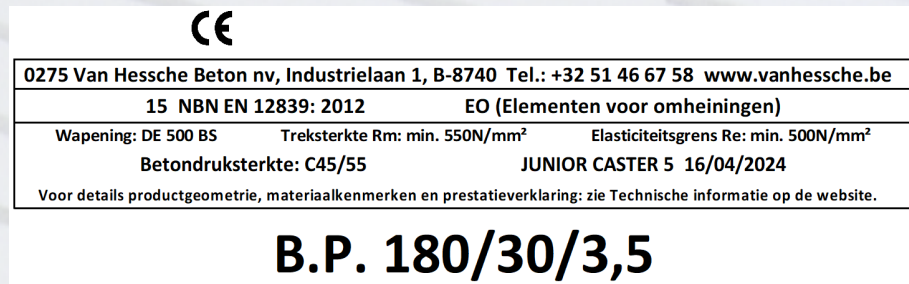 CE
0275 Van Hessche Beton nv, Industrielaan 1, B-8740 Tel.: +32 51 46 67 58 www.vanhessche.be
15 NBN EN 12839: 2012 EO (Elementen voor omheiningen)
Wapening: DE 500 BS Treksterkte Rm: min. 550N/mm² Elasticiteitsgrens Re: min. 500N/mm²
Betondruksterkte: C45/55 JUNIOR CASTER 5 16/04/2024
Voor details productgeometrie, materiaalkenmerken en prestatieverklaring: zie Technische informatie op de website.
B.P. 180/30/3,5